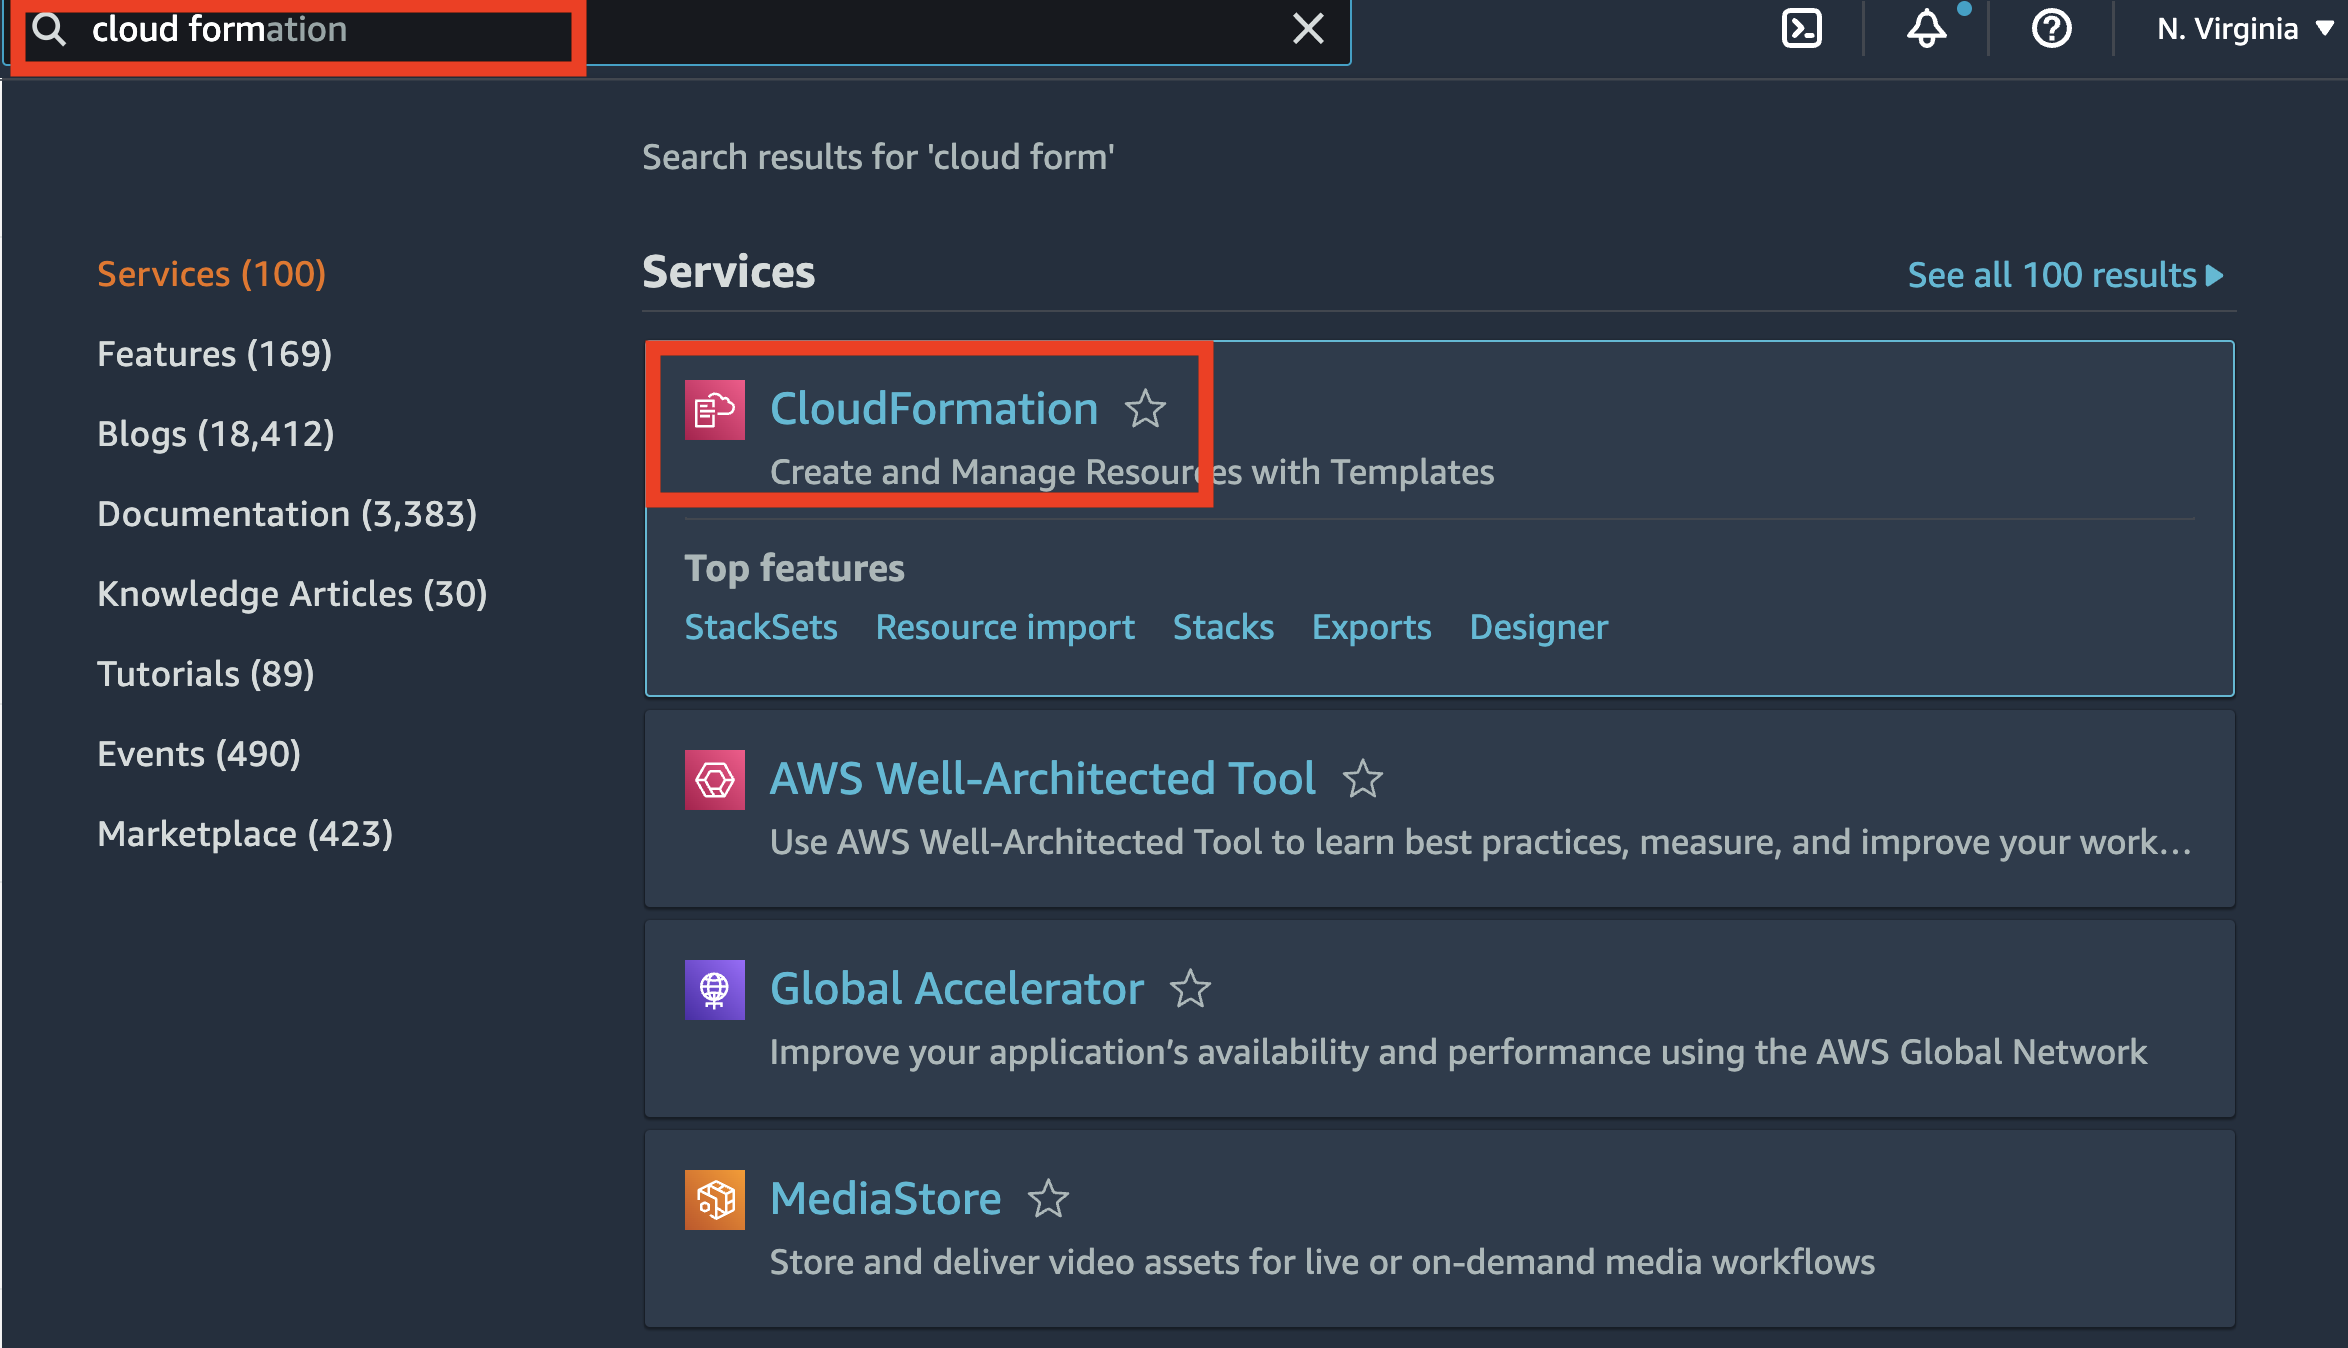 cloud formation
N. Virginia
Search results for 'cloud form'
Services (100)
Features (169)
Blogs (18,412)
Documentation (3,383)
Knowledge Articles (30)
Tutorials (89)
Events (490)
Marketplace (423)
Services
See all 100 results
CloudFormation
Create and Manage Resources with Templates
Top features
StackSets Resource import Stacks Exports Designer
AWS Well-Architected Tool
Use AWS Well-Architected Tool to learn best practices, measure, and improve your work...
Global Accelerator
Improve your application’s availability and performance using the AWS Global Network
MediaStore
Store and deliver video assets for live or on-demand media workflows